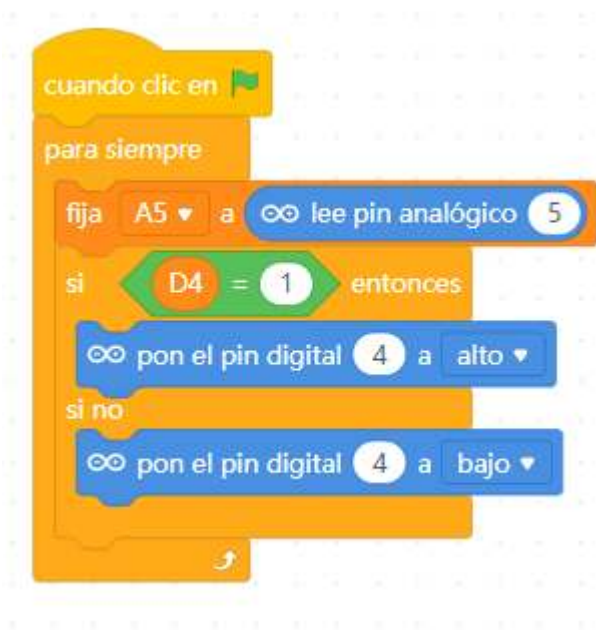 cuando clic en
para siempre
fija A5 a lee pin analógico 5
si D4 = 1 entonces
pon el pin digital 4 a alto
si no
pon el pin digital 4 a bajo